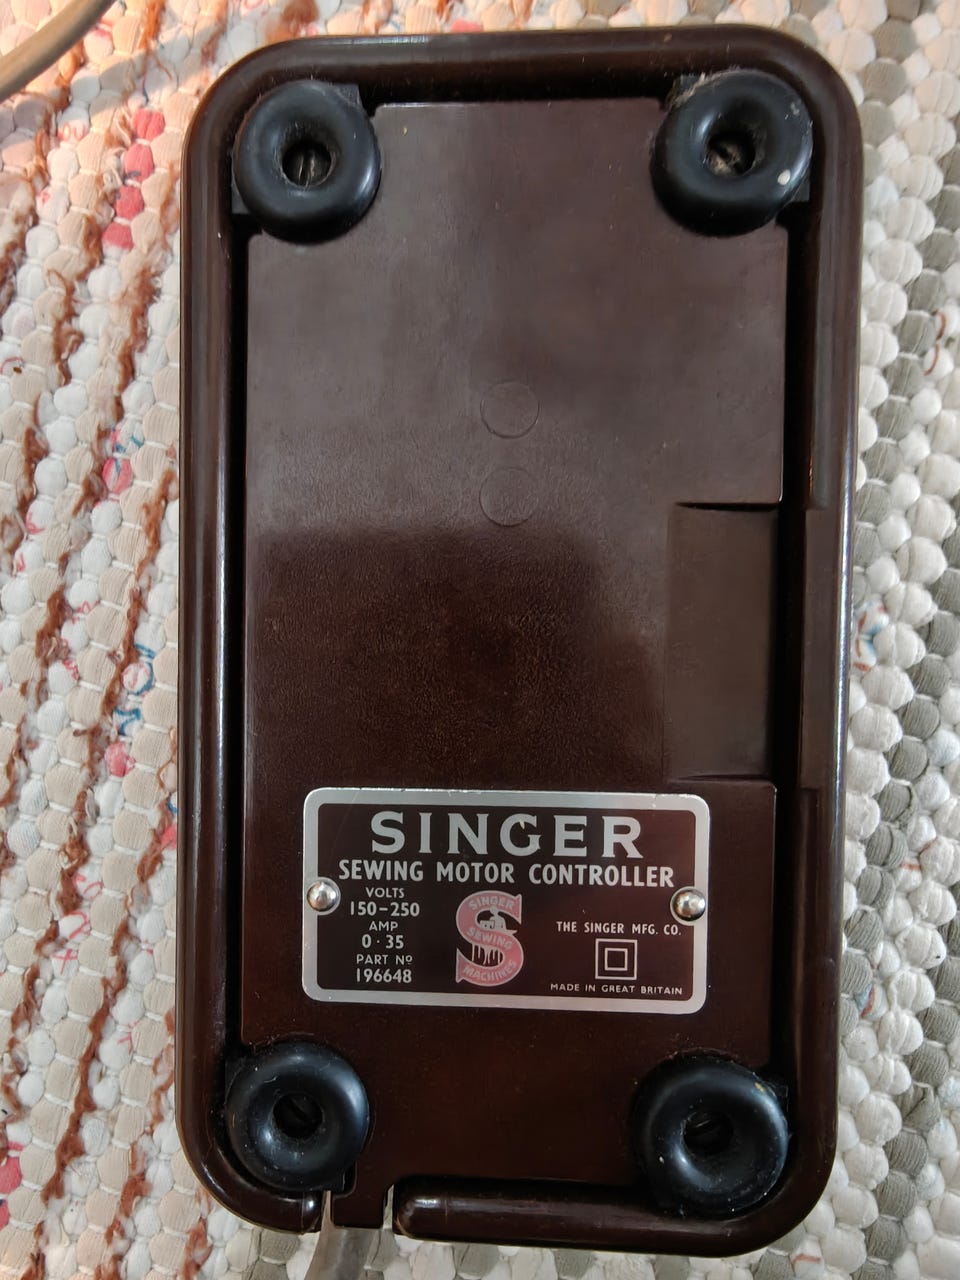 SINGER
SEWING MOTOR CONTROLLER
VOLTS
150-250
AMP
0·35
PART Nº
196648
SINGER
SEWING
MACHINES
THE SINGER MFG. CO.
MADE IN GREAT BRITAIN